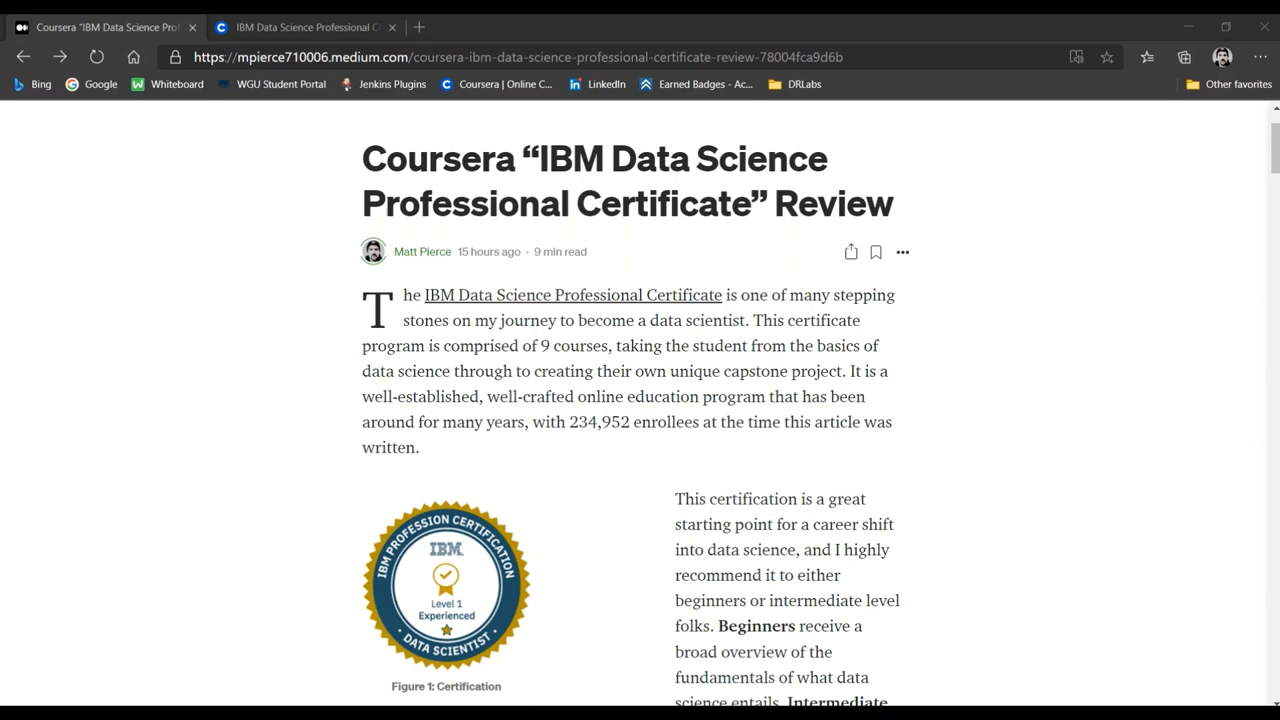 Coursera “IBM Data Science Prof
IBM Data Science Professional C
https://mpierce710006.medium.com/coursera-ibm-data-science-professional-certificate-review-78004fca9d6b
Bing
Google
Whiteboard
WGU Student Portal
Jenkins Plugins
Coursera | Online C...
LinkedIn
Earned Badges - Ac...
DRLabs
Other favorites
Coursera “IBM Data Science
Professional Certificate” Review
Matt Pierce 15 hours ago · 9 min read
The IBM Data Science Professional Certificate is one of many stepping
stones on my journey to become a data scientist. This certificate
program is comprised of 9 courses, taking the student from the basics of
data science through to creating their own unique capstone project. It is a
well-established, well-crafted online education program that has been
around for many years, with 234,952 enrollees at the time this article was
written.
IBM PROFESSION CERTIFICATION
IBM
Level 1
Experienced
· DATA SCIENTIST ·
Figure 1: Certification
This certification is a great
starting point for a career shift
into data science, and I highly
recommend it to either
beginners or intermediate level
folks. Beginners receive a
broad overview of the
fundamentals of what data
science entails. Intermediate